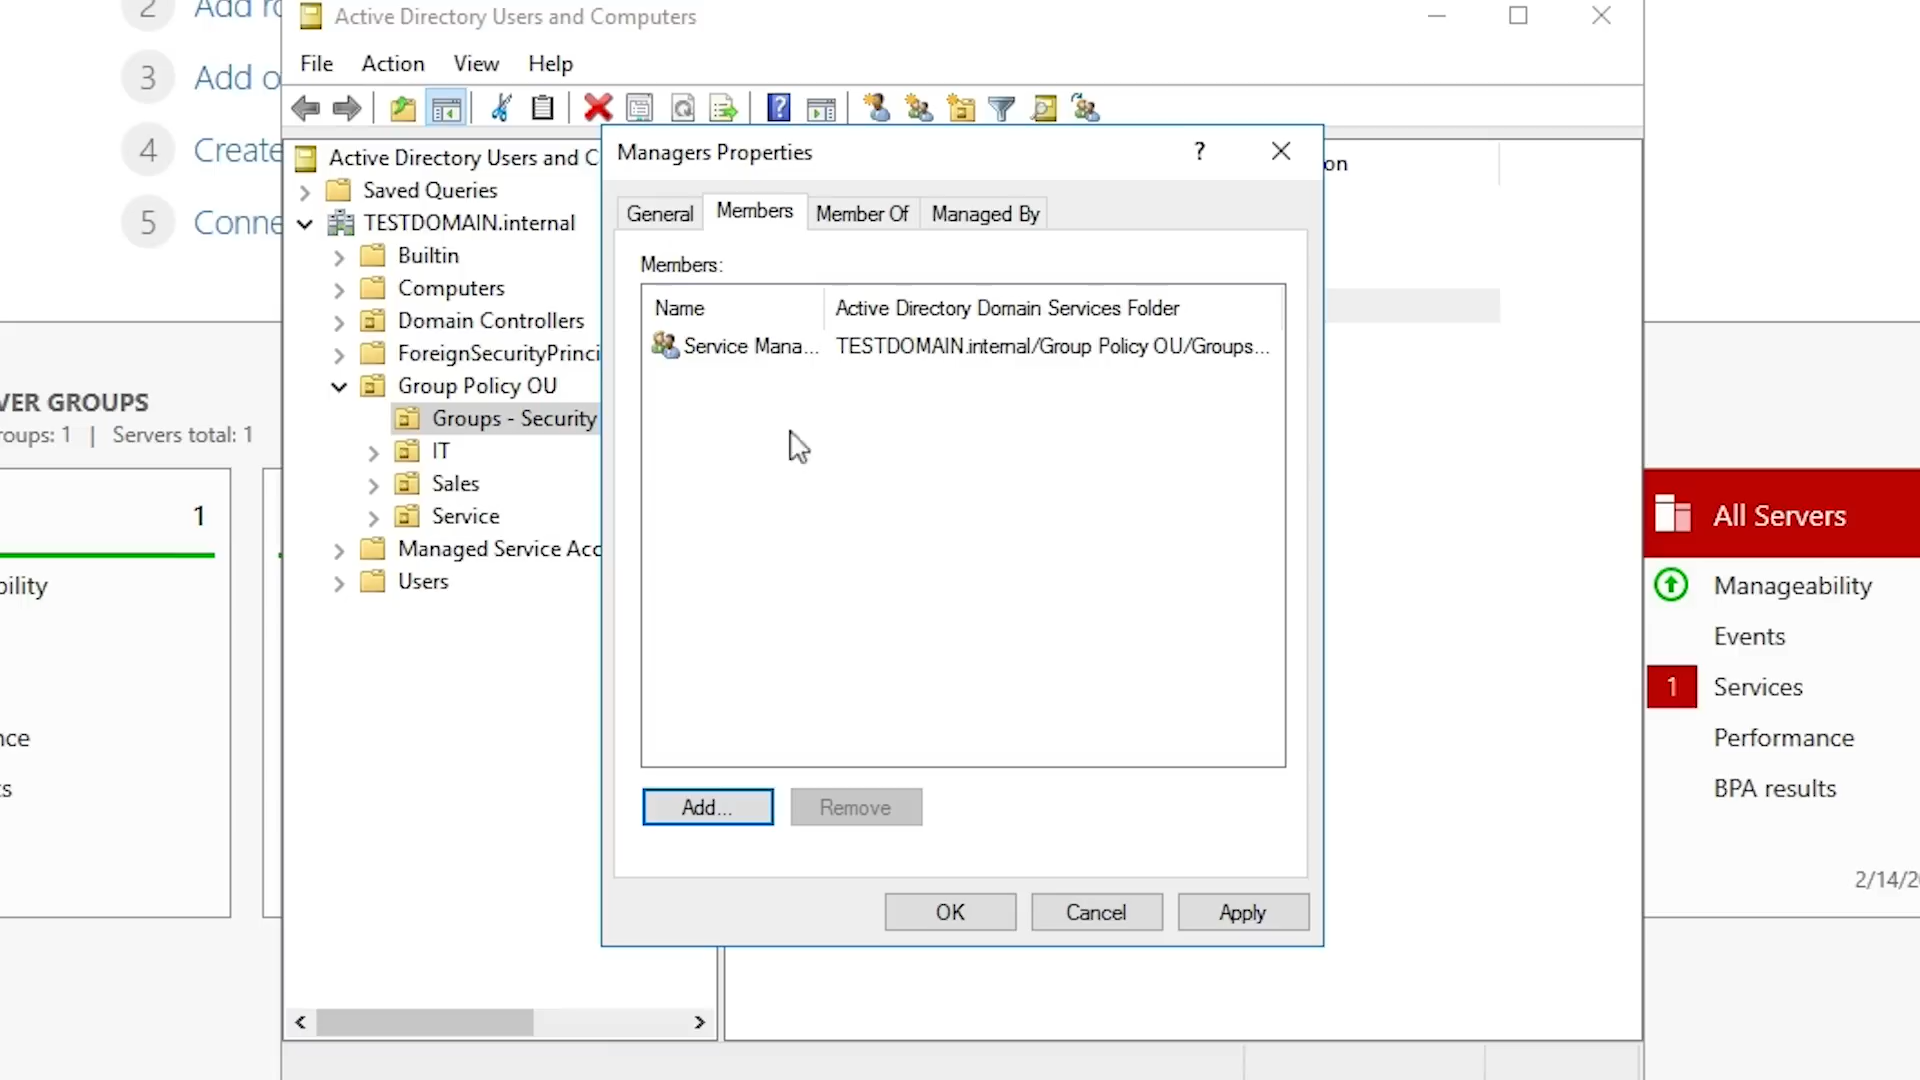 2
Add ro
3
Add o
4
Create
5
Conne
VER GROUPS
roups: 1 | Servers total: 1
1
bility
nce
ts
Active Directory Users and Computers
File Action View Help
Active Directory Users and C
Saved Queries
TESTDOMAIN.internal
Builtin
Computers
Domain Controllers
ForeignSecurityPrinci
Group Policy OU
Groups - Security
IT
Sales
Service
Managed Service Acc
Users
on
Managers Properties
?
General Members Member Of Managed By
Members:
Name Active Directory Domain Services Folder
Service Mana... TESTDOMAIN.internal/Group Policy OU/Groups...
Add... Remove
OK Cancel Apply
All Servers
Manageability
Events
1 Services
Performance
BPA results
2/14/2